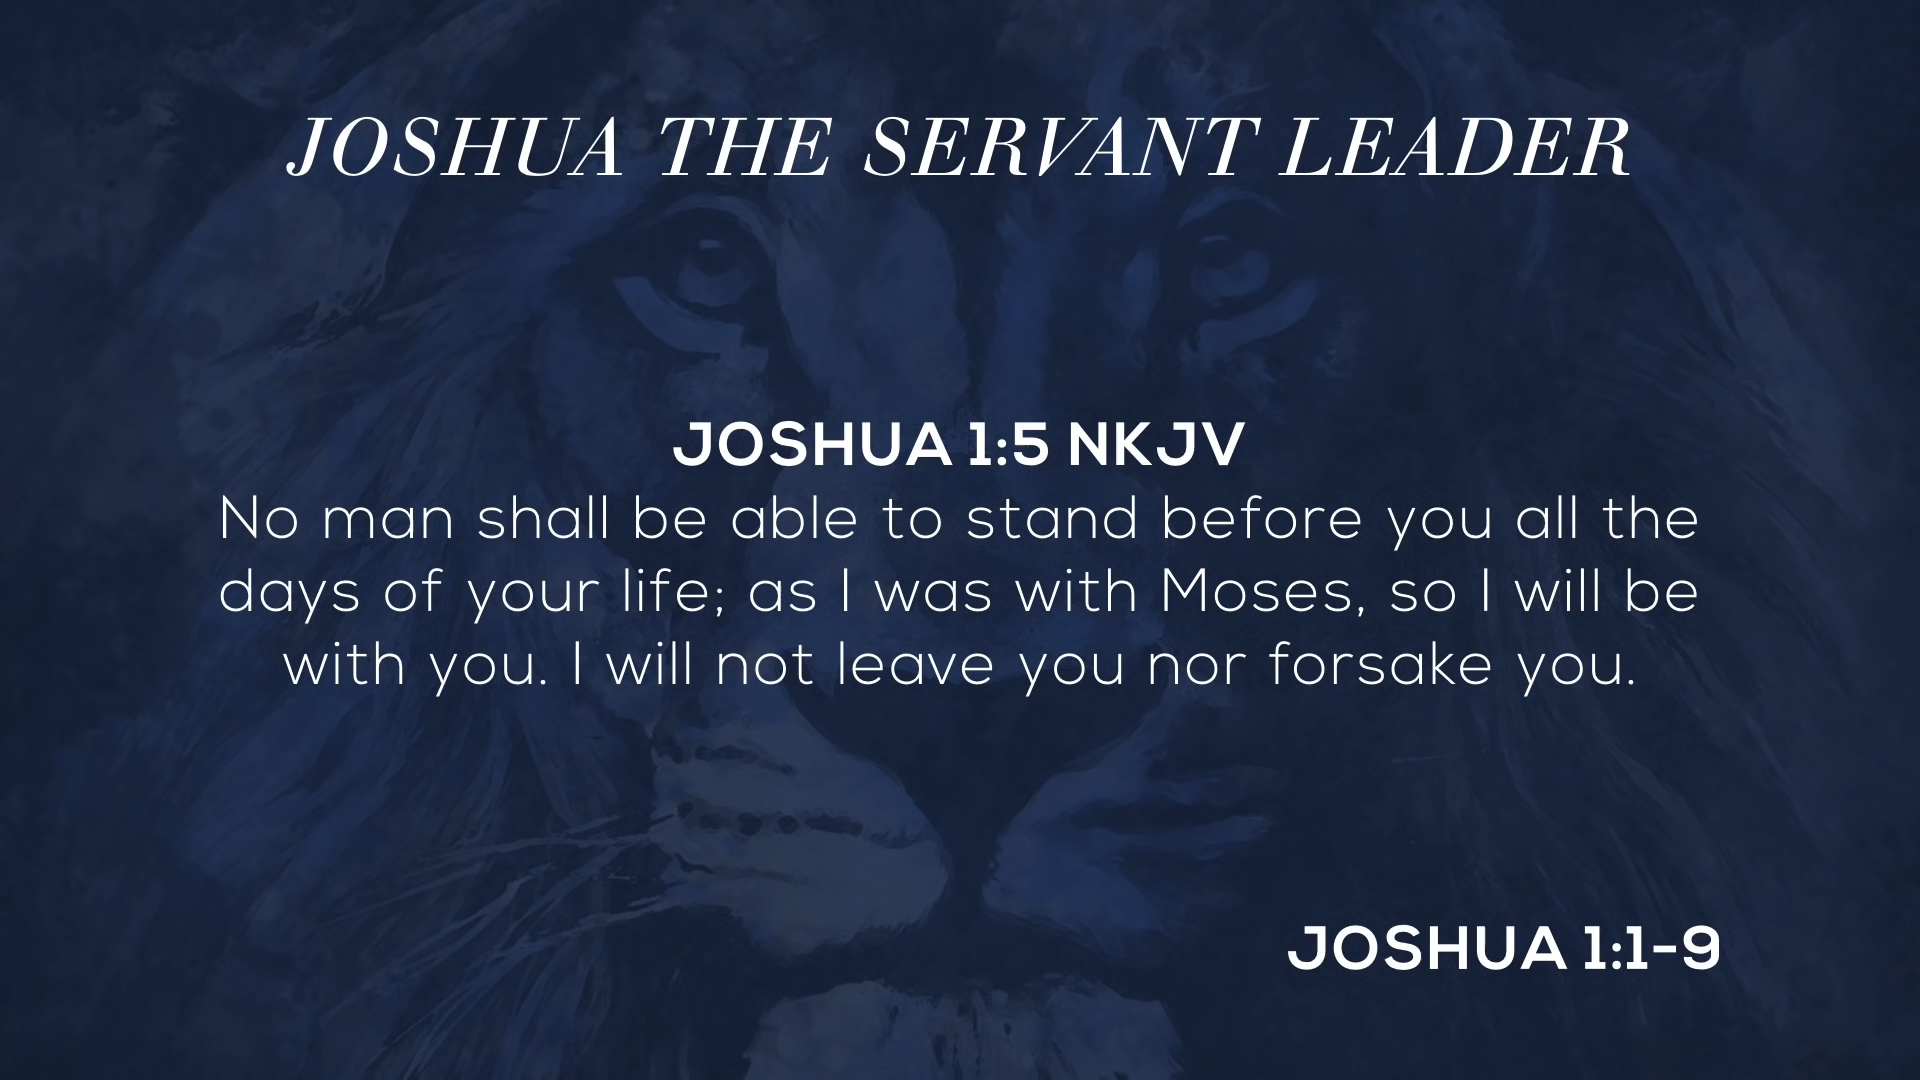 JOSHUA THE SERVANT LEADER
JOSHUA 1:5 NKJV
No man shall be able to stand before you all the
days of your life; as I was with Moses, so I will be
with you. I will not leave you nor forsake you.
JOSHUA 1:1-9